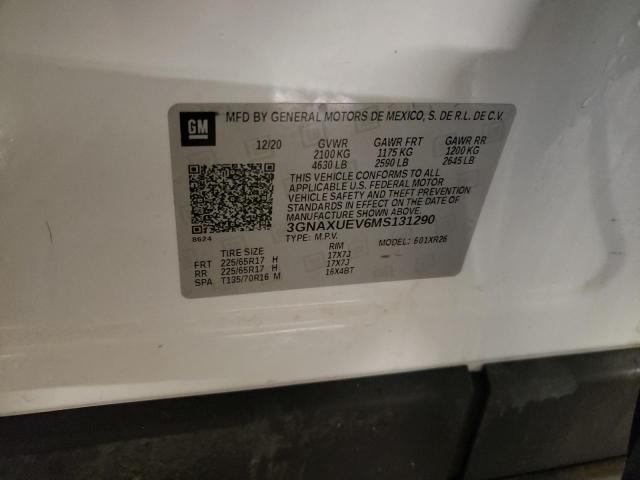 GM
MFD BY GENERAL MOTORS DE MEXICO, S. DE R.L. DE C.V.
12/20 GVWR GAWR FRT GAWR RR
2100 KG 1175 KG 1200 KG
4630 LB 2590 LB 2645 LB
THIS VEHICLE CONFORMS TO ALL
APPLICABLE U.S. FEDERAL MOTOR
VEHICLE SAFETY AND THEFT PREVENTION
STANDARDS IN EFFECT ON THE DATE OF
MANUFACTURE SHOWN ABOVE.
3GNAXUEV6MS131290
8624 TYPE: M.P.V. MODEL: 601XR26
TIRE SIZE RIM
FRT 225/65R17 H 17X7J
RR 225/65R17 H 17X7J
SPA T135/70R16 M 16X4BT